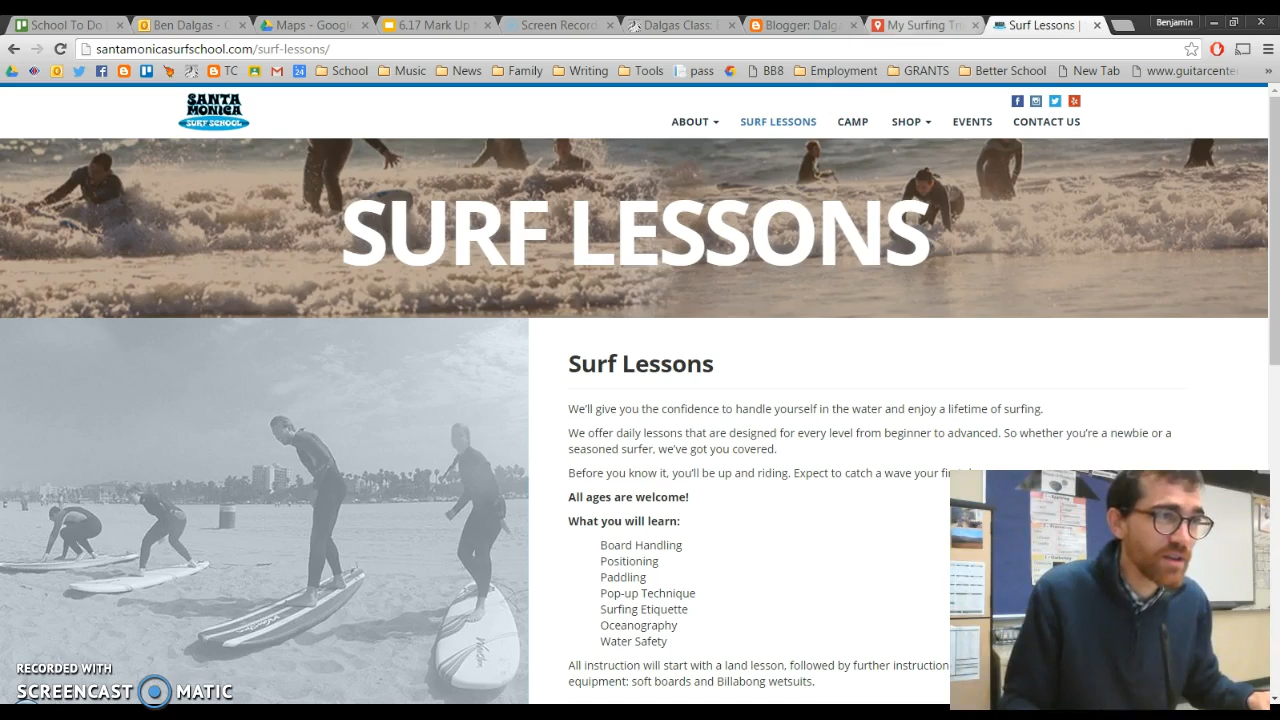 School To Do
Ben Dalgas - C
Maps - Google
6.17 Mark Up
Screen Record
Dalgas Class: E
Blogger: Dalg
My Surfing Tri
Surf Lessons |
Benjamin
santamonicasurfschool.com/surf-lessons/
TC
24
School
Music
News
Family
Writing
Tools
pass
BB8
Employment
GRANTS
Better School
New Tab
www.guitarcente
»
SANTA
MONICA
SURF SCHOOL
ABOUT
SURF LESSONS
CAMP
SHOP
EVENTS
CONTACT US
SURF LESSONS
Surf Lessons
We'll give you the confidence to handle yourself in the water and enjoy a lifetime of surfing.
We offer daily lessons that are designed for every level from beginner to advanced. So whether you're a newbie or a
seasoned surfer, we've got you covered.
Before you know it, you'll be up and riding. Expect to catch a wave your
All ages are welcome!
What you will learn:
Board Handling
Positioning
Paddling
Pop-up Technique
Surfing Etiquette
Oceanography
Water Safety
All instruction will start with a land lesson, followed by further instruction
equipment: soft boards and Billabong wetsuits.
RECORDED WITH
SCREENCAST MATIC